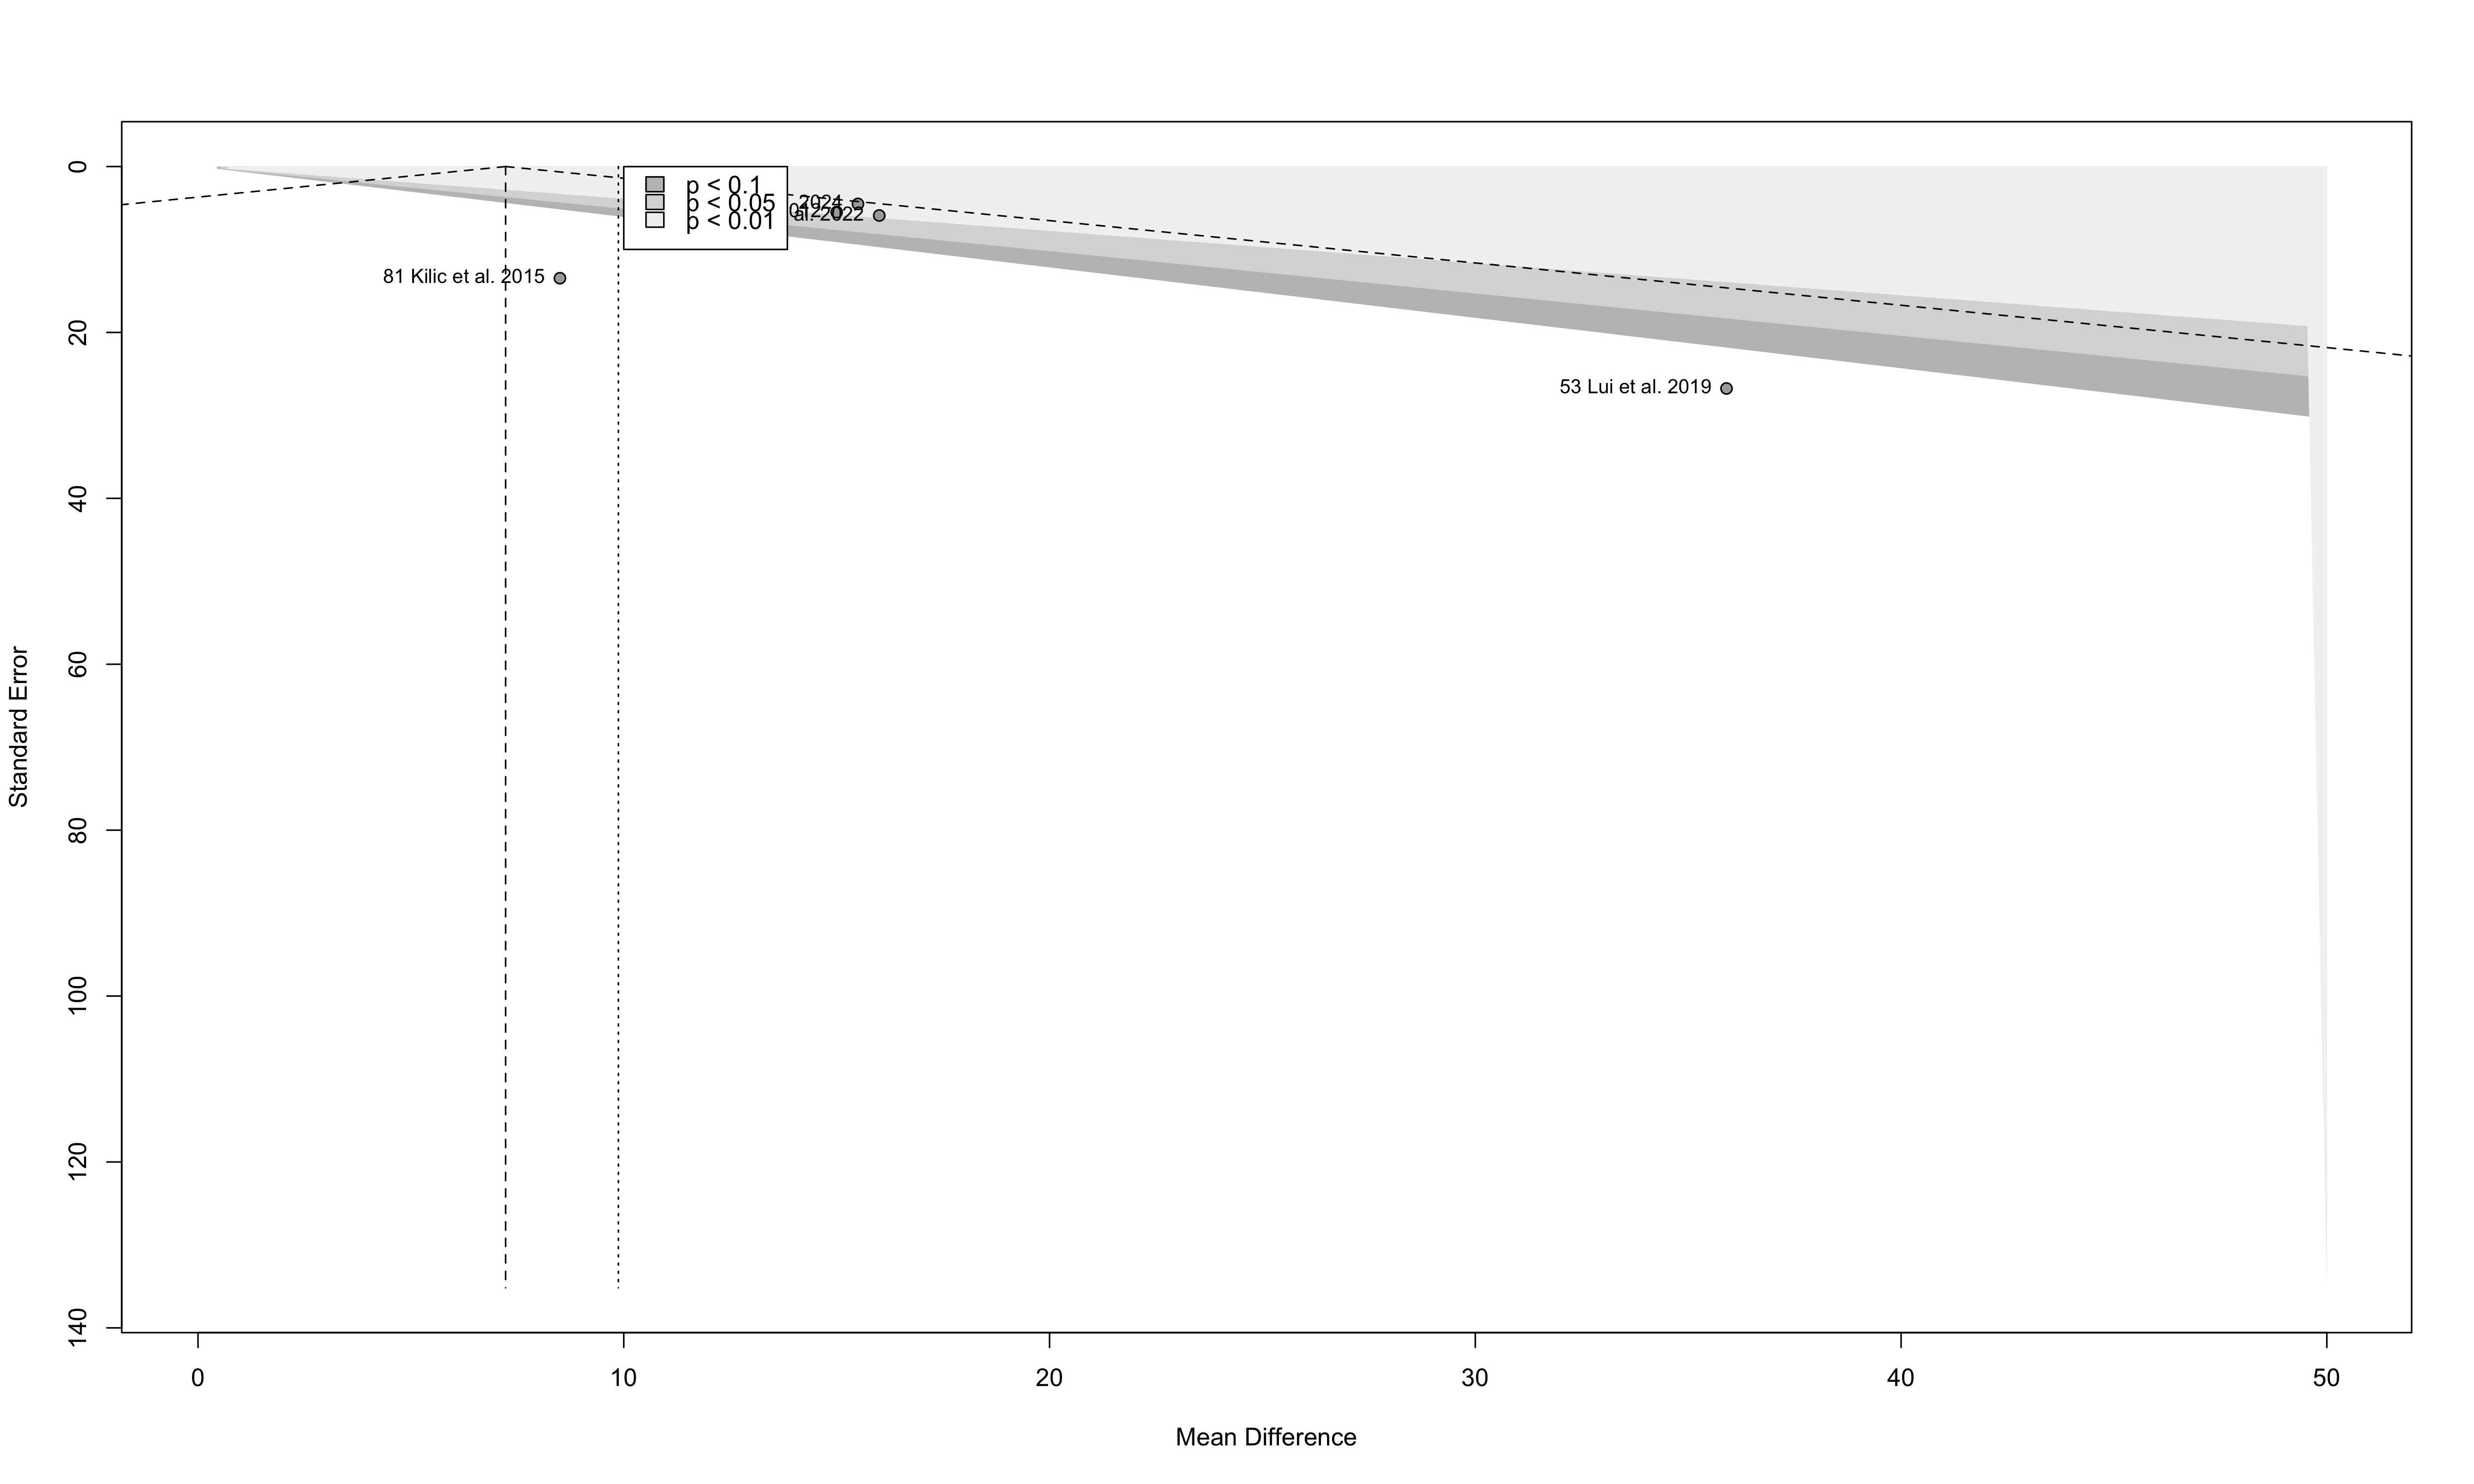 0
20
40
60
80
100
120
140
Standard Error
p < 0.1
p < 0.05
p < 0.01
2024
al. 2022
81 Kilic et al. 2015
53 Lui et al. 2019
0
10
20
30
40
50
Mean Difference